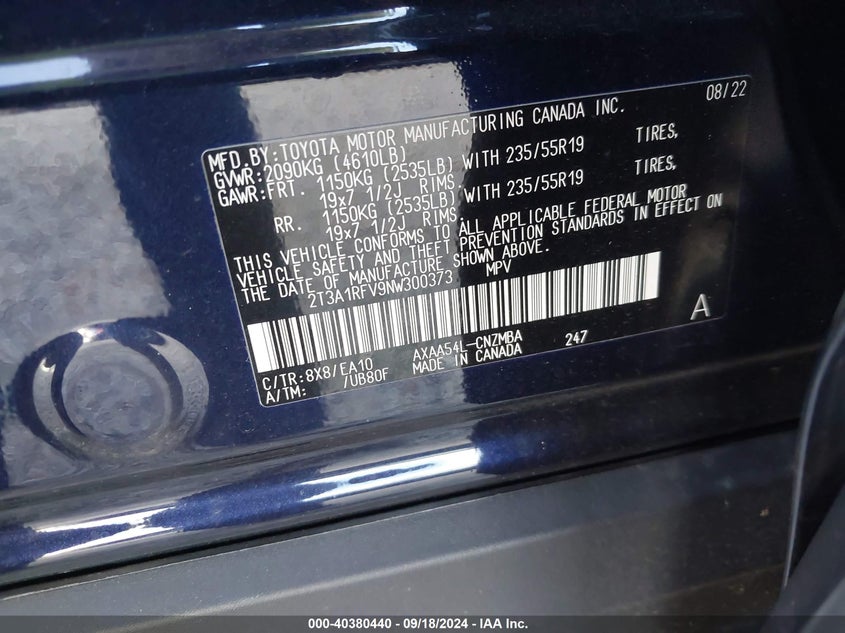 08/22
MFD.BY:TOYOTA MOTOR MANUFACTURING CANADA INC.
GVWR:2090KG (4610LB)
GAWR:FRT. 1150KG (2535LB) WITH 235/55R19 TIRES,
19x7 1/2J RIMS.
RR. 1150KG (2535LB) WITH 235/55R19 TIRES,
19x7 1/2J RIMS.
THIS VEHICLE CONFORMS TO ALL APPLICABLE FEDERAL MOTOR
VEHICLE SAFETY AND THEFT PREVENTION STANDARDS IN EFFECT ON
THE DATE OF MANUFACTURE SHOWN ABOVE.
2T3A1RFV9NW300373 MPV
A
C/TR:8X8/EA10 AXAA54L-CNZMBA 247
A/TM: /UB80F MADE IN CANADA
000-40380440 - 09/18/2024 - IAA Inc.